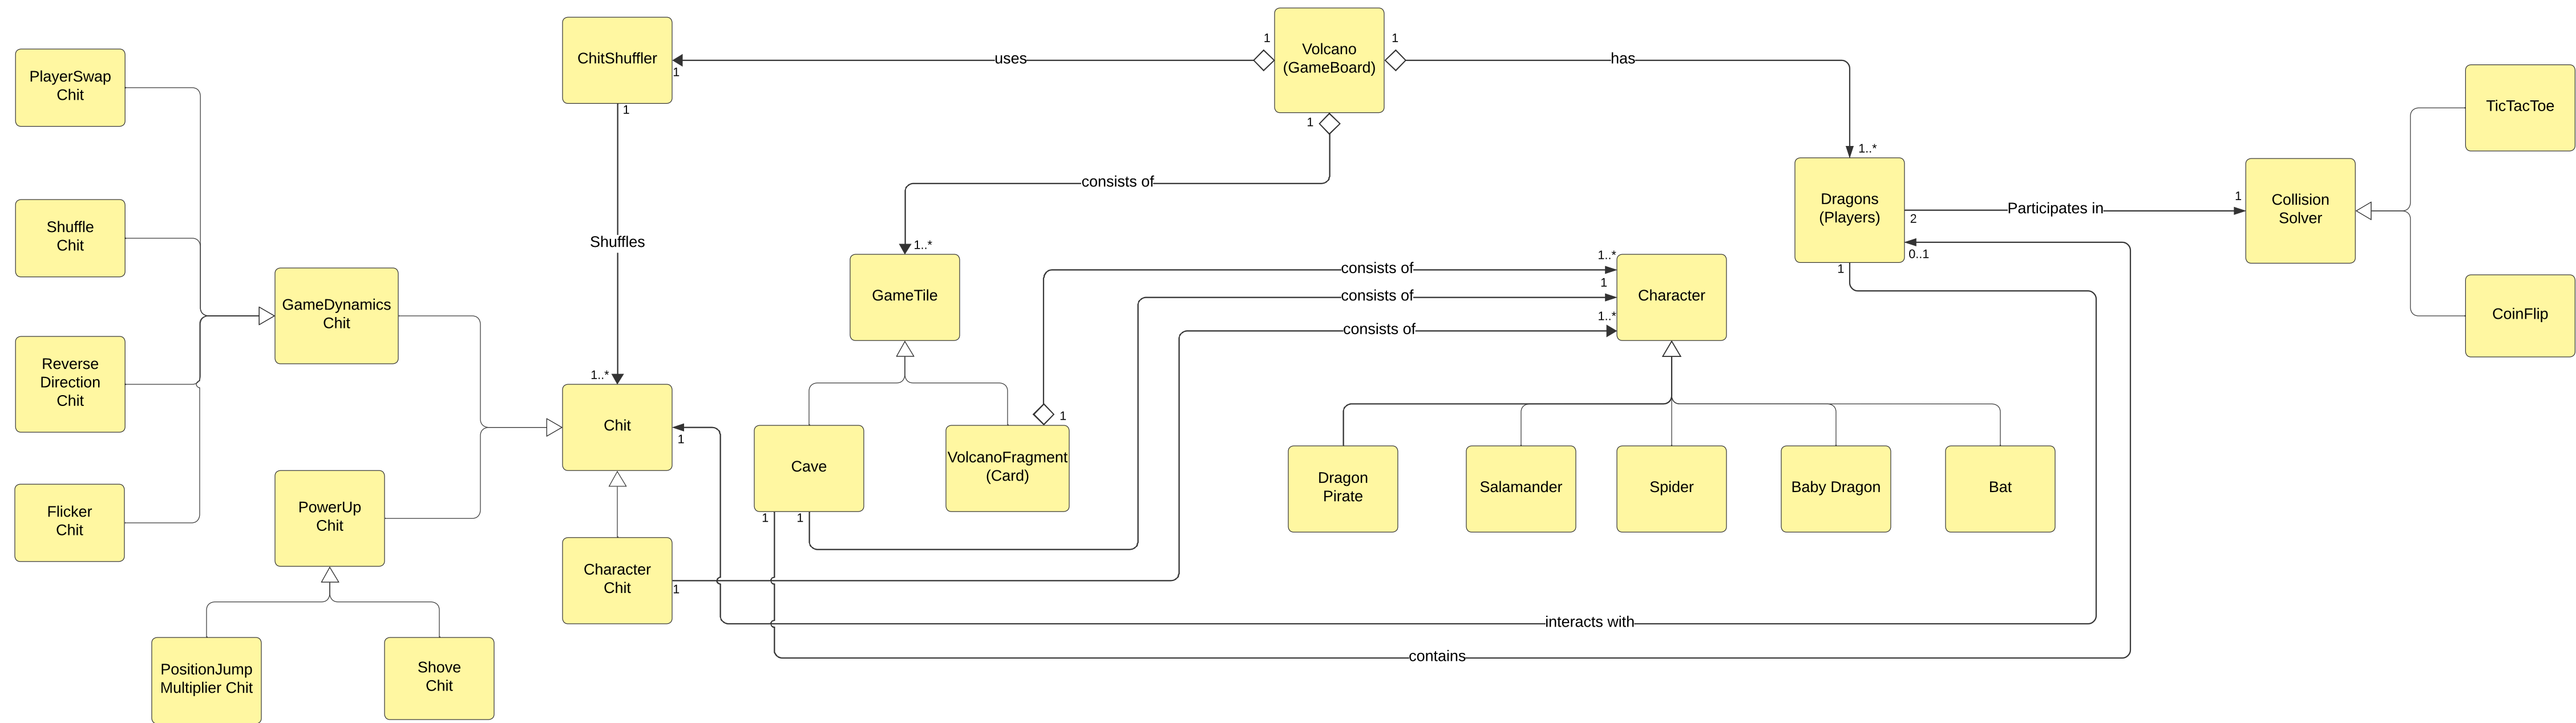 Volcano
(GameBoard)
1
1
ChitShuffler
uses
has
1
1
PlayerSwap
Chit
TicTacToe
1..*
consists of
Dragons
(Players)
Participates in
1
2
Collision
Solver
Shuffle
Chit
Shuffles
1..*
0..1
1..*
consists of
1
GameTile
consists of
Character
1..*
consists of
1
GameDynamics
Chit
CoinFlip
Reverse
Direction
Chit
1..*
Chit
1
1
Cave
VolcanoFragment
(Card)
Dragon
Pirate
Salamander
Spider
Baby Dragon
Bat
Flicker
Chit
PowerUp
Chit
1
1
Character
Chit
1
interacts with
contains
PositionJump
Multiplier Chit
Shove
Chit